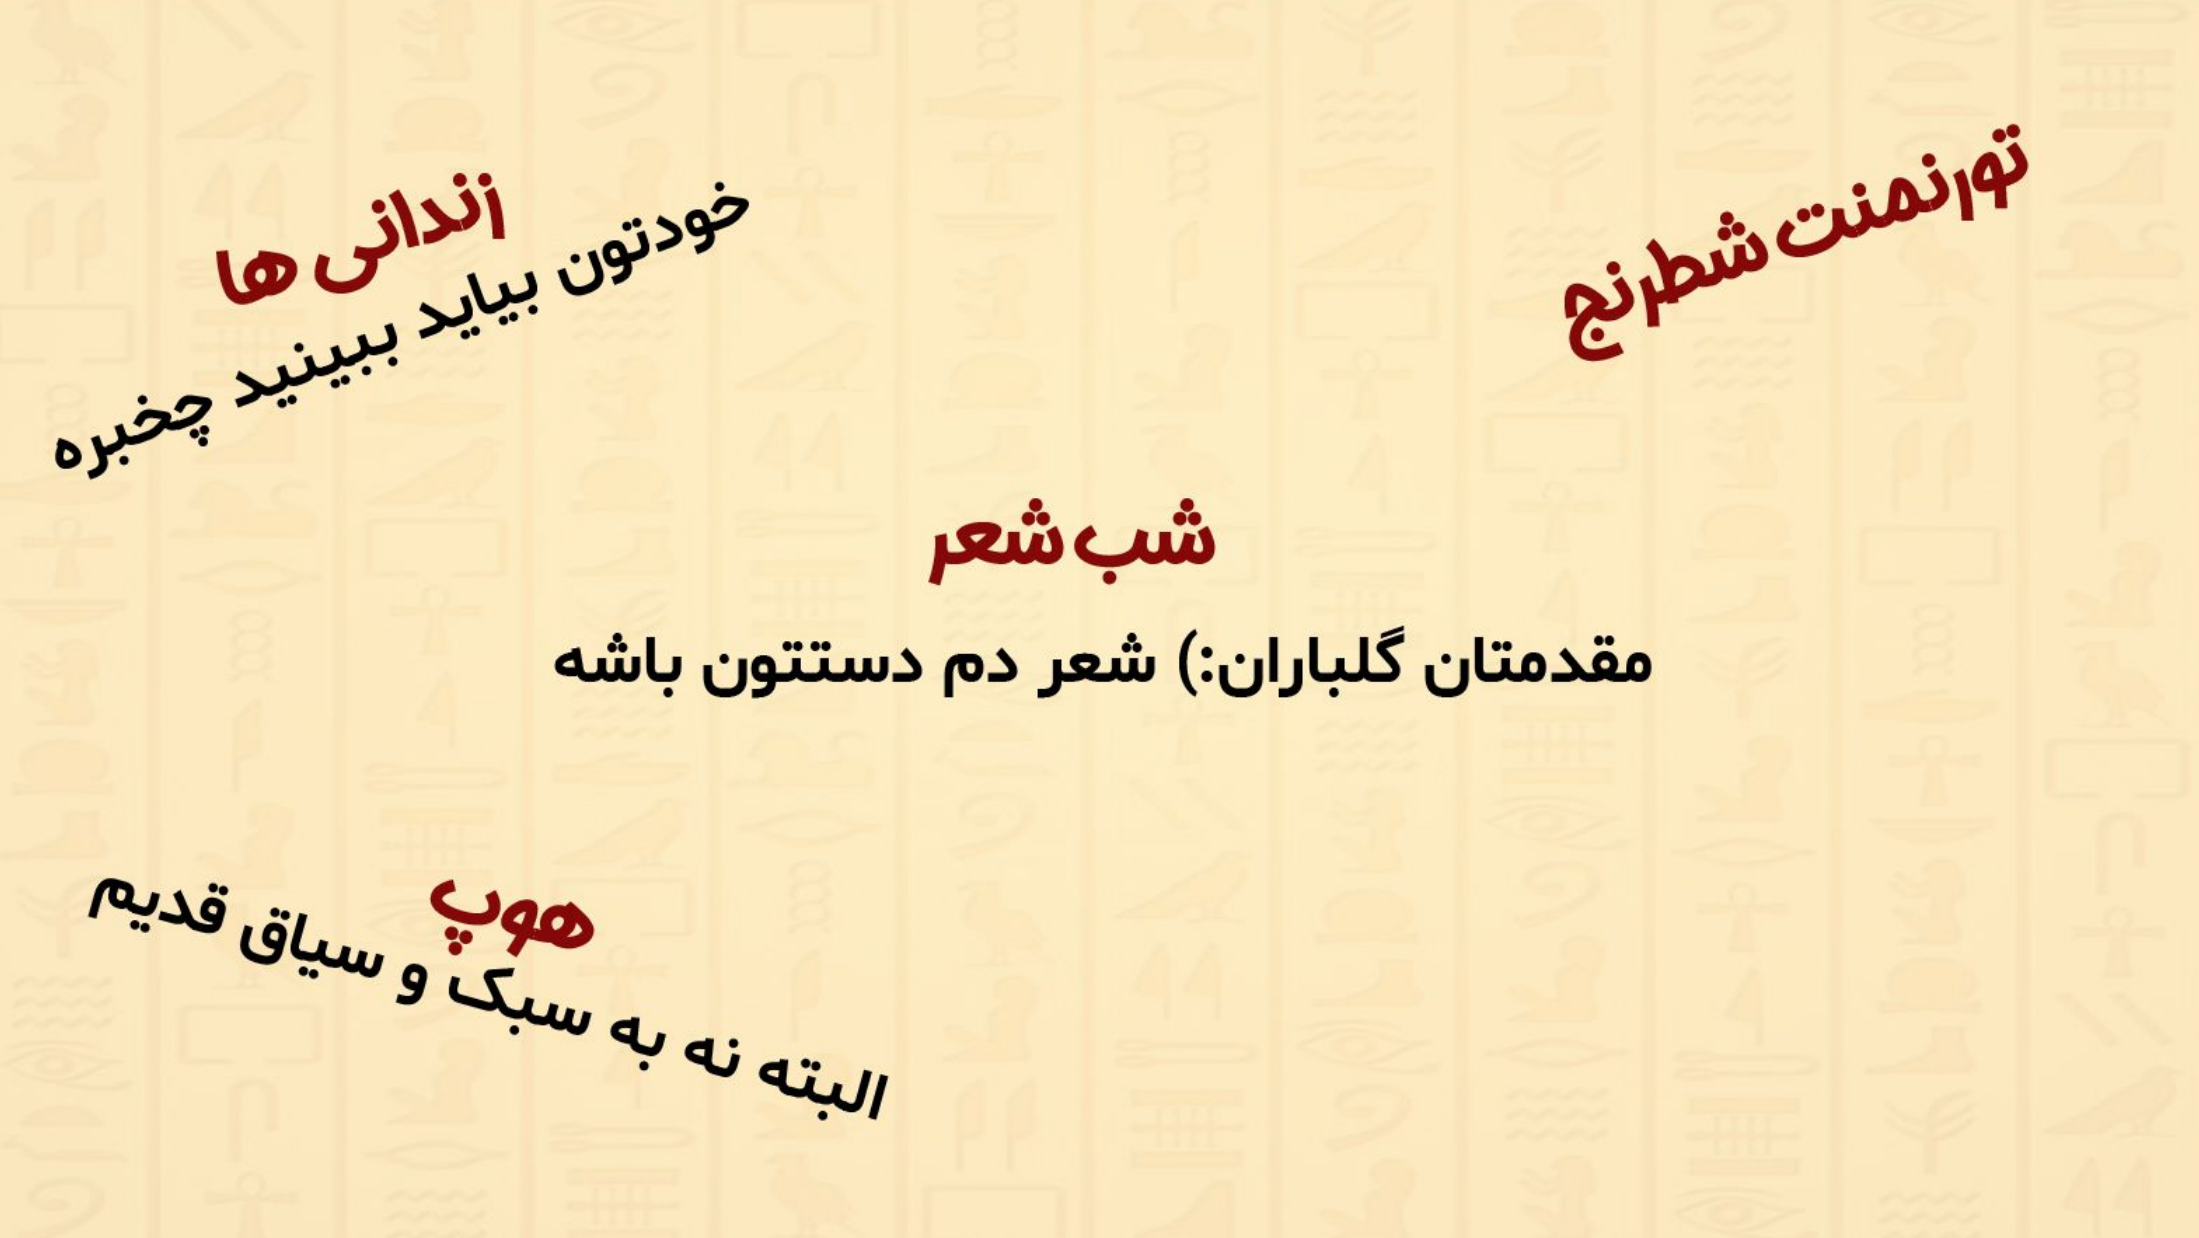 تورنمنت شطرنج
زندانی ها
خودتون بیاید ببینید چخبره
شب شعر
مقدمتان گلباران:) شعر دم دستتون باشه
هوپ
البته نه به سبک و سیاق قدیم